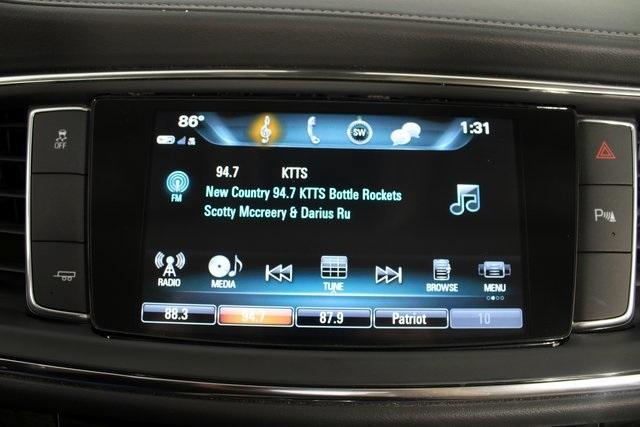 86°
SW
1:31
OFF
94.7 KTTS
New Country 94.7 KTTS Bottle Rockets
Scotty Mccreery & Darius Ru
FM
P
RADIO
MEDIA
TUNE
BROWSE
MENU
88.3
94.7
87.9
Patriot
10